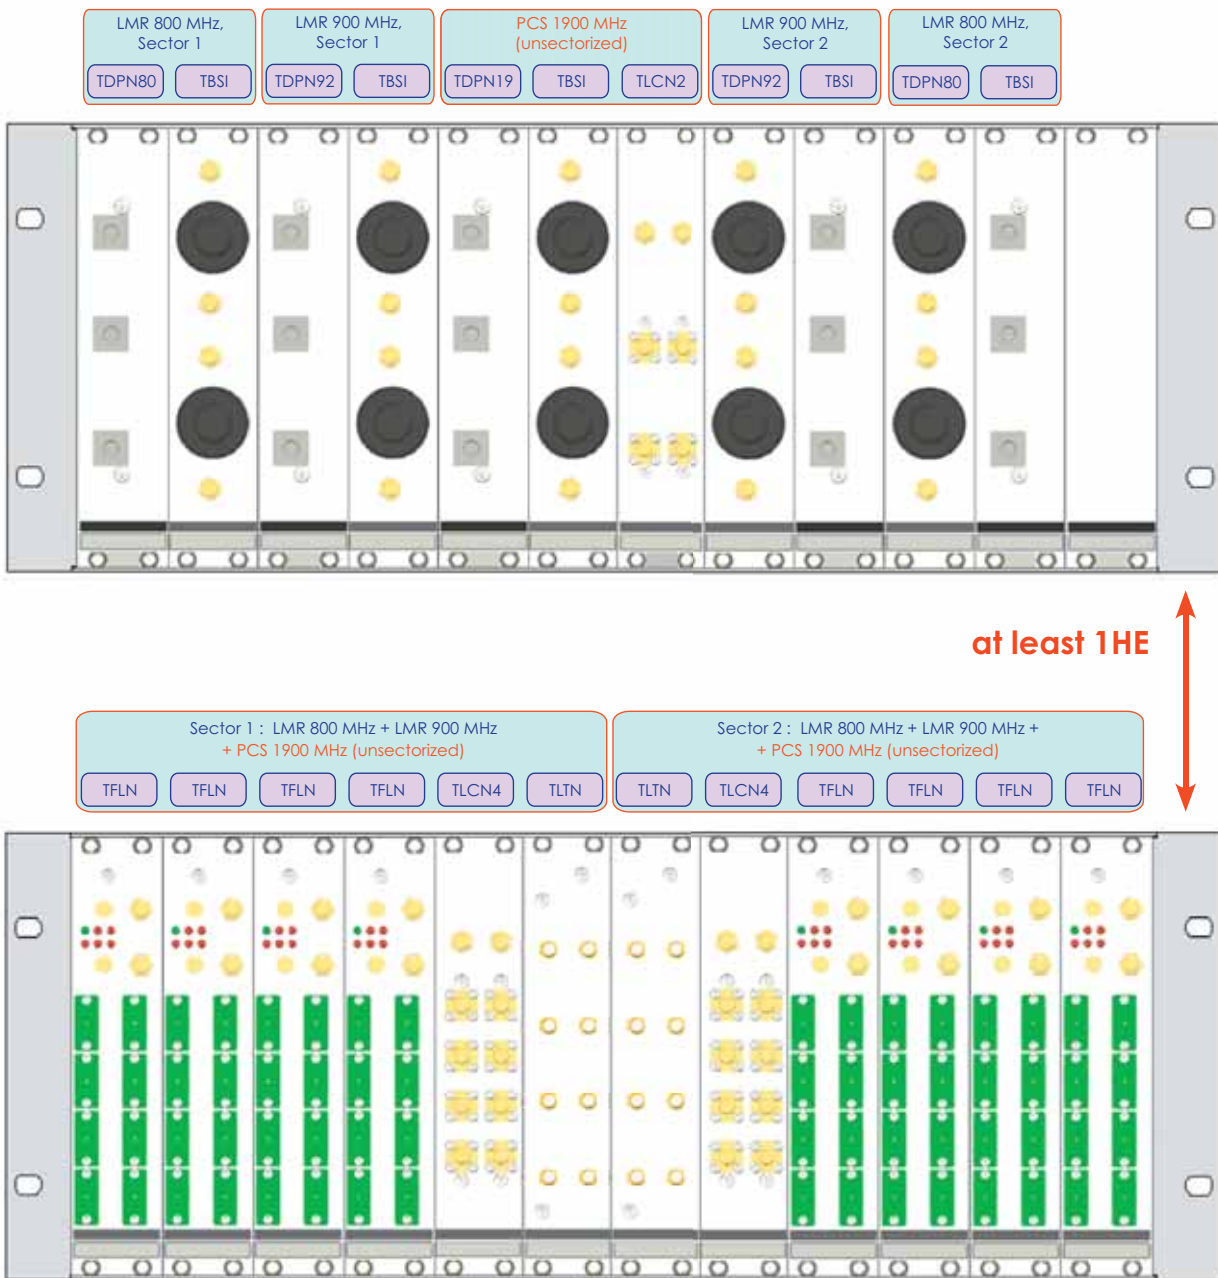 LMR 800 MHz,
Sector 1
TDPN80 TBSI
LMR 900 MHz,
Sector 1
TDPN92 TBSI
PCS 1900 MHz
(unsectorized)
TDPN19 TBSI TLCN2
LMR 900 MHz,
Sector 2
TDPN92 TBSI
LMR 800 MHz,
Sector 2
TDPN80 TBSI
at least 1HE
Sector 1 : LMR 800 MHz + LMR 900 MHz
+ PCS 1900 MHz (unsectorized)
TFLN TFLN TFLN TFLN TLCN4 TLTN
Sector 2 : LMR 800 MHz + LMR 900 MHz +
+ PCS 1900 MHz (unsectorized)
TLTN TLCN4 TFLN TFLN TFLN TFLN